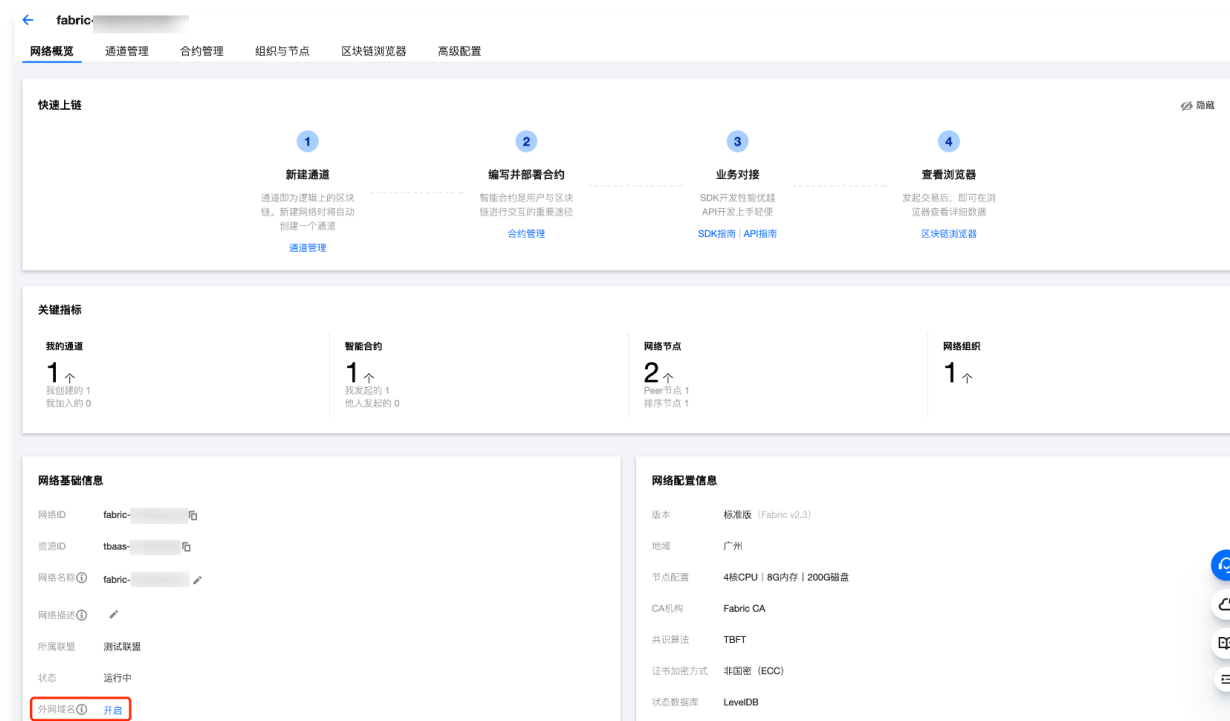 fabric-
网络概览 通道管理 合约管理 组织与节点 区块链浏览器 高级配置
快速上链 隐藏
1 2 3 4
新建通道 编写并部署合约 业务对接 查看浏览器
通道即为逻辑上的区块 智能合约是用户与区块 SDK开发性能优越 发起交易后，即可在浏
链。新建网络时将自动 链进行交互的重要途径 API开发上手轻便 览器查看详细数据
创建一个通道
合约管理 SDK指南 | API指南 区块链浏览器
通道管理
关键指标
我的通道 智能合约 网络节点 网络组织
1 个 1 个 2 个 1 个
我创建的 1 我发起的 1 Peer节点 1
我加入的 0 他人发起的 0 排序节点 1
网络基础信息
网络ID fabric-
资源ID tbaas-
网络名称 fabric-
网络描述
所属联盟 测试联盟
状态 运行中
外网域名 开启
网络配置信息
版本 标准版（Fabric v2.3）
地域 广州
节点配置 4核CPU | 8G内存 | 200G磁盘
CA机构 Fabric CA
共识算法 TBFT
证书加密方式 非国密（ECC）
状态数据库 LevelDB